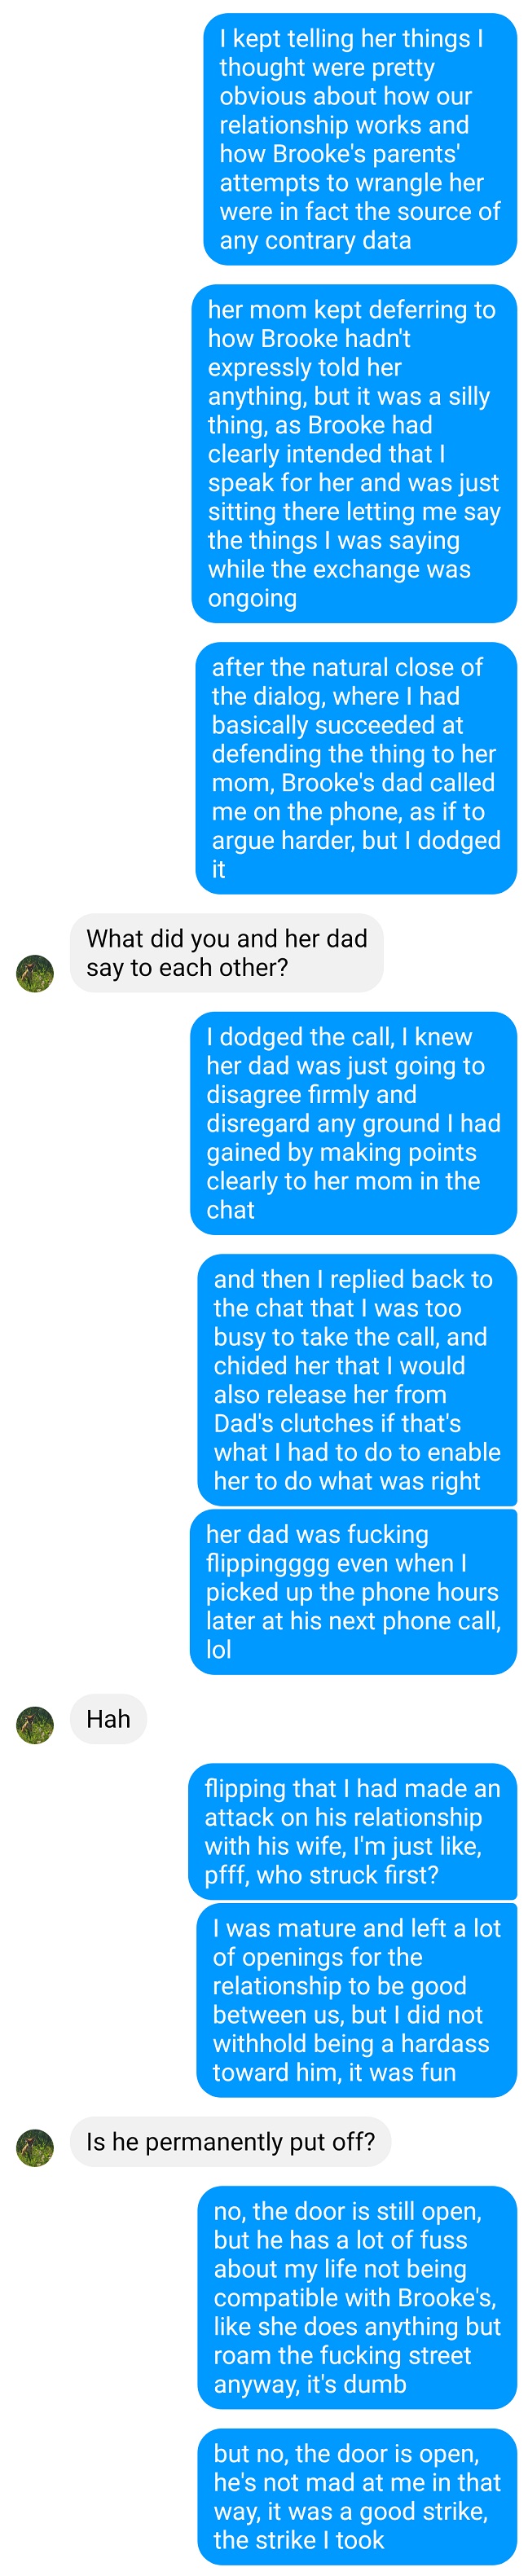 I kept telling her things I
thought were pretty
obvious about how our
relationship works and
how Brooke's parents'
attempts to wrangle her
were in fact the source of
any contrary data
her mom kept deferring to
how Brooke hadn't
expressly told her
anything, but it was a silly
thing, as Brooke had
clearly intended that I
speak for her and was just
sitting there letting me say
the things I was saying
while the exchange was
ongoing
after the natural close of
the dialog, where I had
basically succeeded at
defending the thing to her
mom, Brooke's dad called
me on the phone, as if to
argue harder, but I dodged
it
What did you and her dad
say to each other?
I dodged the call, I knew
her dad was just going to
disagree firmly and
disregard any ground I had
gained by making points
clearly to her mom in the
chat
and then I replied back to
the chat that I was too
busy to take the call, and
chided her that I would
also release her from
Dad's clutches if that's
what I had to do to enable
her to do what was right
her dad was fucking
flippingggg even when I
picked up the phone hours
later at his next phone call,
lol
Hah
flipping that I had made an
attack on his relationship
with his wife, I'm just like,
pfff, who struck first?
I was mature and left a lot
of openings for the
relationship to be good
between us, but I did not
withhold being a hardass
toward him, it was fun
Is he permanently put off?
no, the door is still open,
but he has a lot of fuss
about my life not being
compatible with Brooke's,
like she does anything but
roam the fucking street
anyway, it's dumb
but no, the door is open,
he's not mad at me in that
way, it was a good strike,
the strike I took